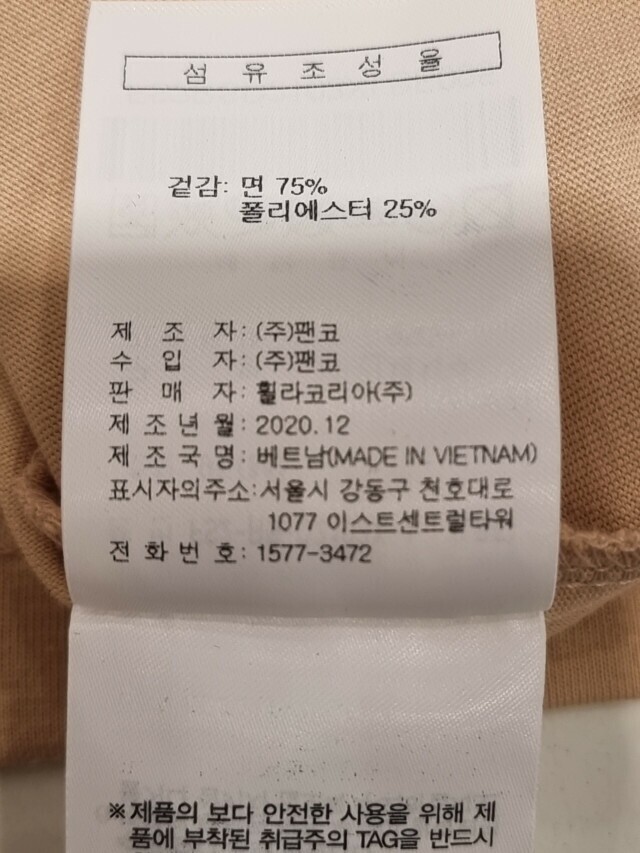 섬 유 조 성 율
겉감: 면 75%
폴리에스터 25%
제 조 자: (주)팬코
수 입 자: (주)팬코
판 매 자: 휠라코리아(주)
제 조 년 월: 2020.12
제 조 국 명: 베트남(MADE IN VIETNAM)
표시자의주소:서울시 강동구 천호대로
1077 이스트센트럴타워
전 화 번 호: 1577-3472
※제품의 보다 안전한 사용을 위해 제
품에 부착된 취급주의 TAG을 반드시